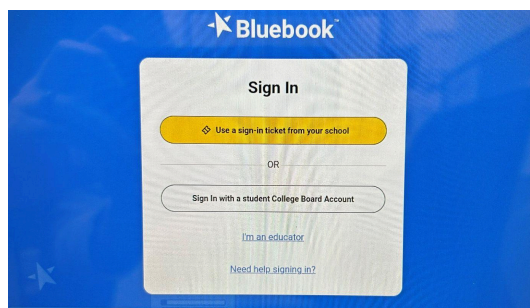 Bluebook™
Sign In
Use a sign-in ticket from your school
OR
Sign In with a student College Board Account
I'm an educator
Need help signing in?